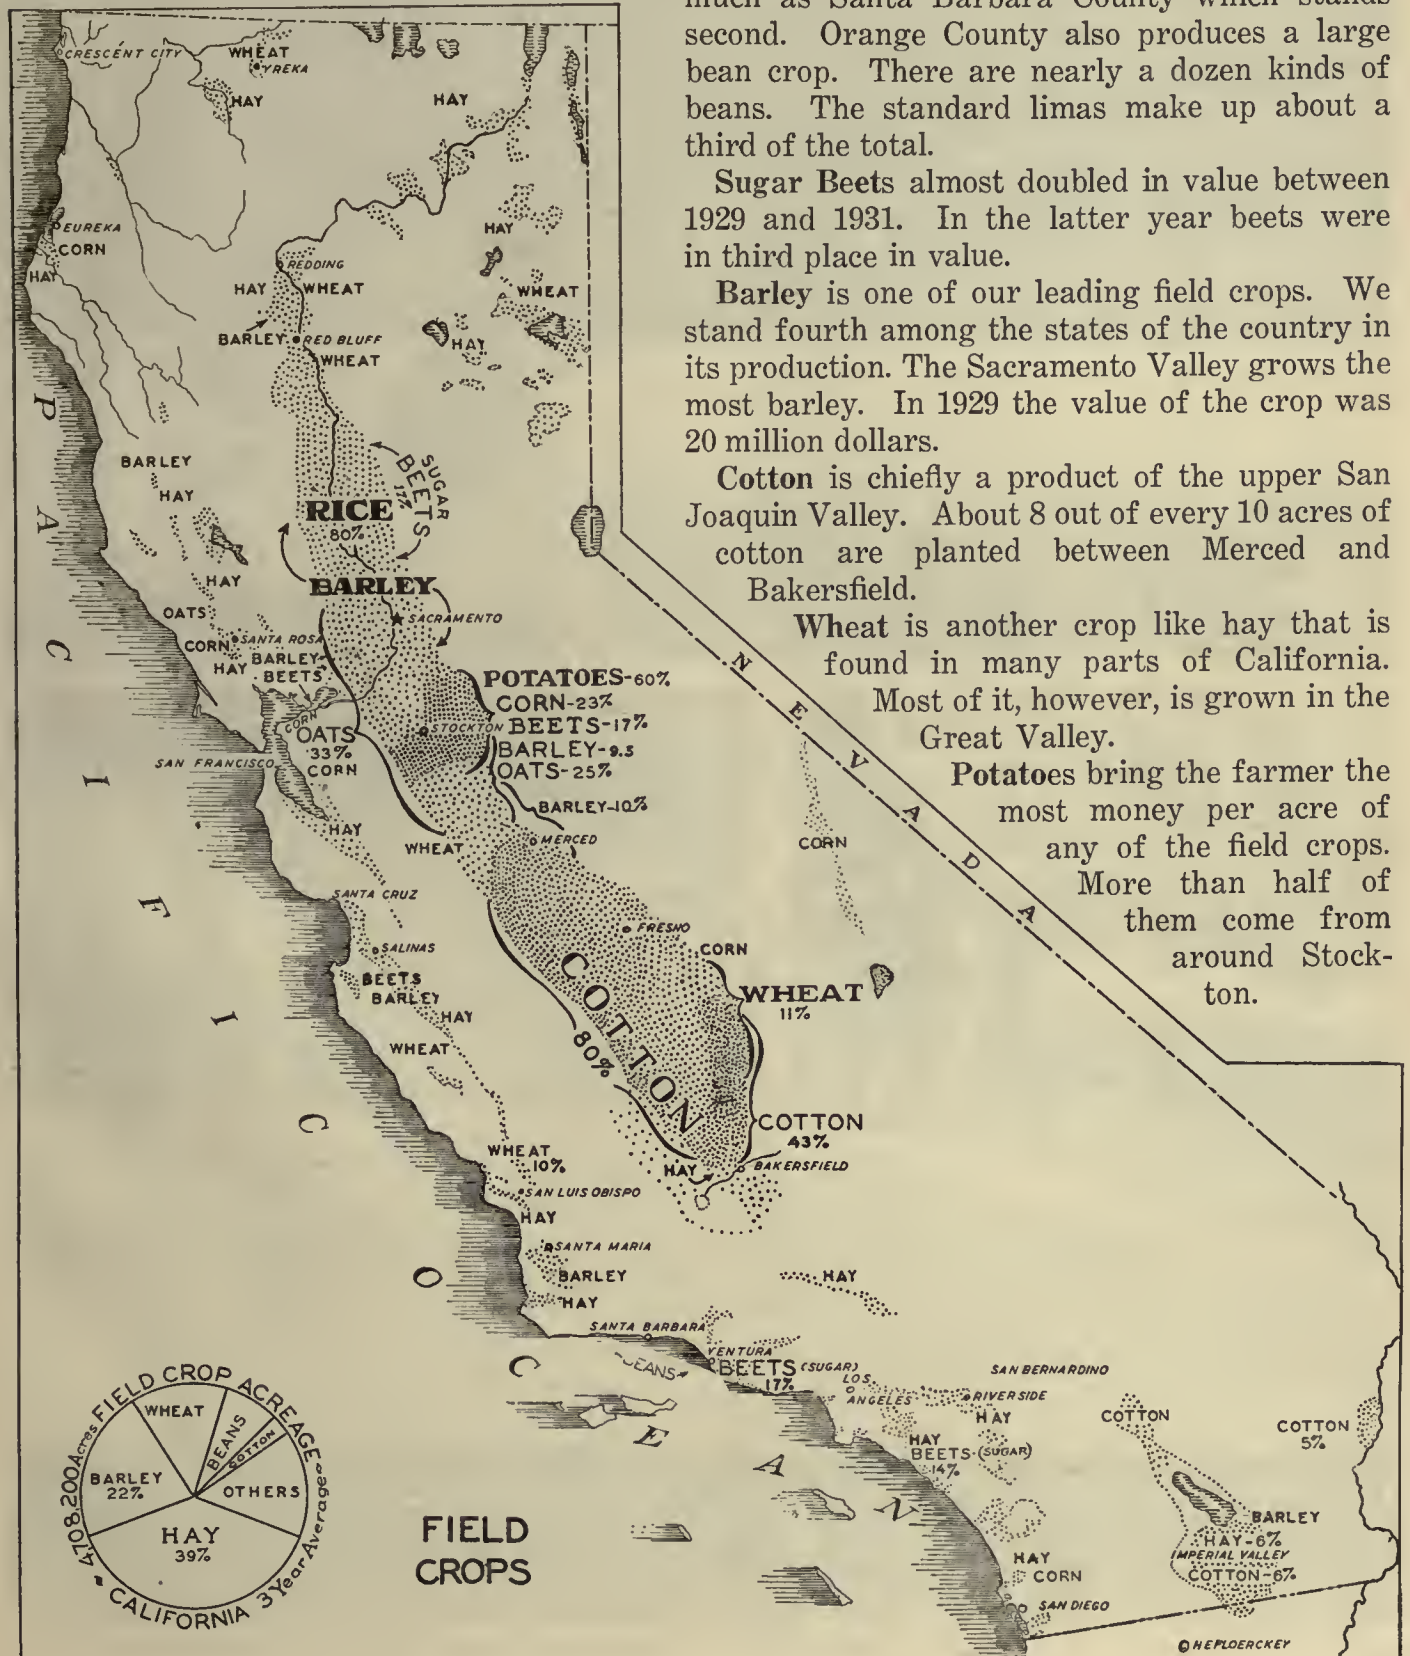 much as Santa Barbara County which stands
second. Orange County also produces a large
bean crop. There are nearly a dozen kinds of
beans. The standard limas make up about a
third of the total.
Sugar Beets almost doubled in value between
1929 and 1931. In the latter year beets were
in third place in value.
Barley is one of our leading field crops. We
stand fourth among the states of the country in
its production. The Sacramento Valley grows the
most barley. In 1929 the value of the crop was
20 million dollars.
Cotton is chiefly a product of the upper San
Joaquin Valley. About 8 out of every 10 acres of
cotton are planted between Merced and
Bakersfield.
Wheat is another crop like hay that is
found in many parts of California.
Most of it, however, is grown in the
Great Valley.
Potatoes bring the farmer the
most money per acre of
any of the field crops.
More than half of
them come from
around Stock-
ton.
CRESCENT CITY
WHEAT
YREKA
HAY
HAY
EUREKA
CORN
HAY
HAY
REDDING
HAY
WHEAT
WHEAT
BARLEY
RED BLUFF
WHEAT
HAY
BARLEY
HAY
SUGAR
BEETS
17%
RICE
80%
HAY
BARLEY
OATS
SACRAMENTO
CORN
SANTA ROSA
HAY
BARLEY
BEETS
POTATOES-60%
CORN-23%
STOCKTON
BEETS-17%
BARLEY-9.5
OATS-25%
CORN
OATS
33%
CORN
SAN FRANCISCO
BARLEY-10%
HAY
WHEAT
MERCED
CORN
SANTA CRUZ
SALINAS
FRESNO
CORN
BEETS
BARLEY
HAY
WHEAT
WHEAT
11%
COTTON
80%
COTTON
43%
WHEAT
10%
HAY
BAKERSFIELD
SAN LUIS OBISPO
HAY
SANTA MARIA
BARLEY
HAY
HAY
SANTA BARBARA
BEANS
VENTURA
BEETS (SUGAR)
17%
LOS
ANGELES
SAN BERNARDINO
RIVERSIDE
HAY
HAY
BEETS-(SUGAR)
14%
COTTON
COTTON
5%
BARLEY
HAY-6%
IMPERIAL VALLEY
COTTON-6%
HAY
CORN
SAN DIEGO
NEVADA
PACIFIC OCEAN
FIELD CROP ACREAGE
WHEAT
BEANS
COTTON
OTHERS
BARLEY
22%
HAY
39%
4,708,200 Acres
CALIFORNIA 3 Year Average
FIELD
CROPS
© H E PLOERCKEY